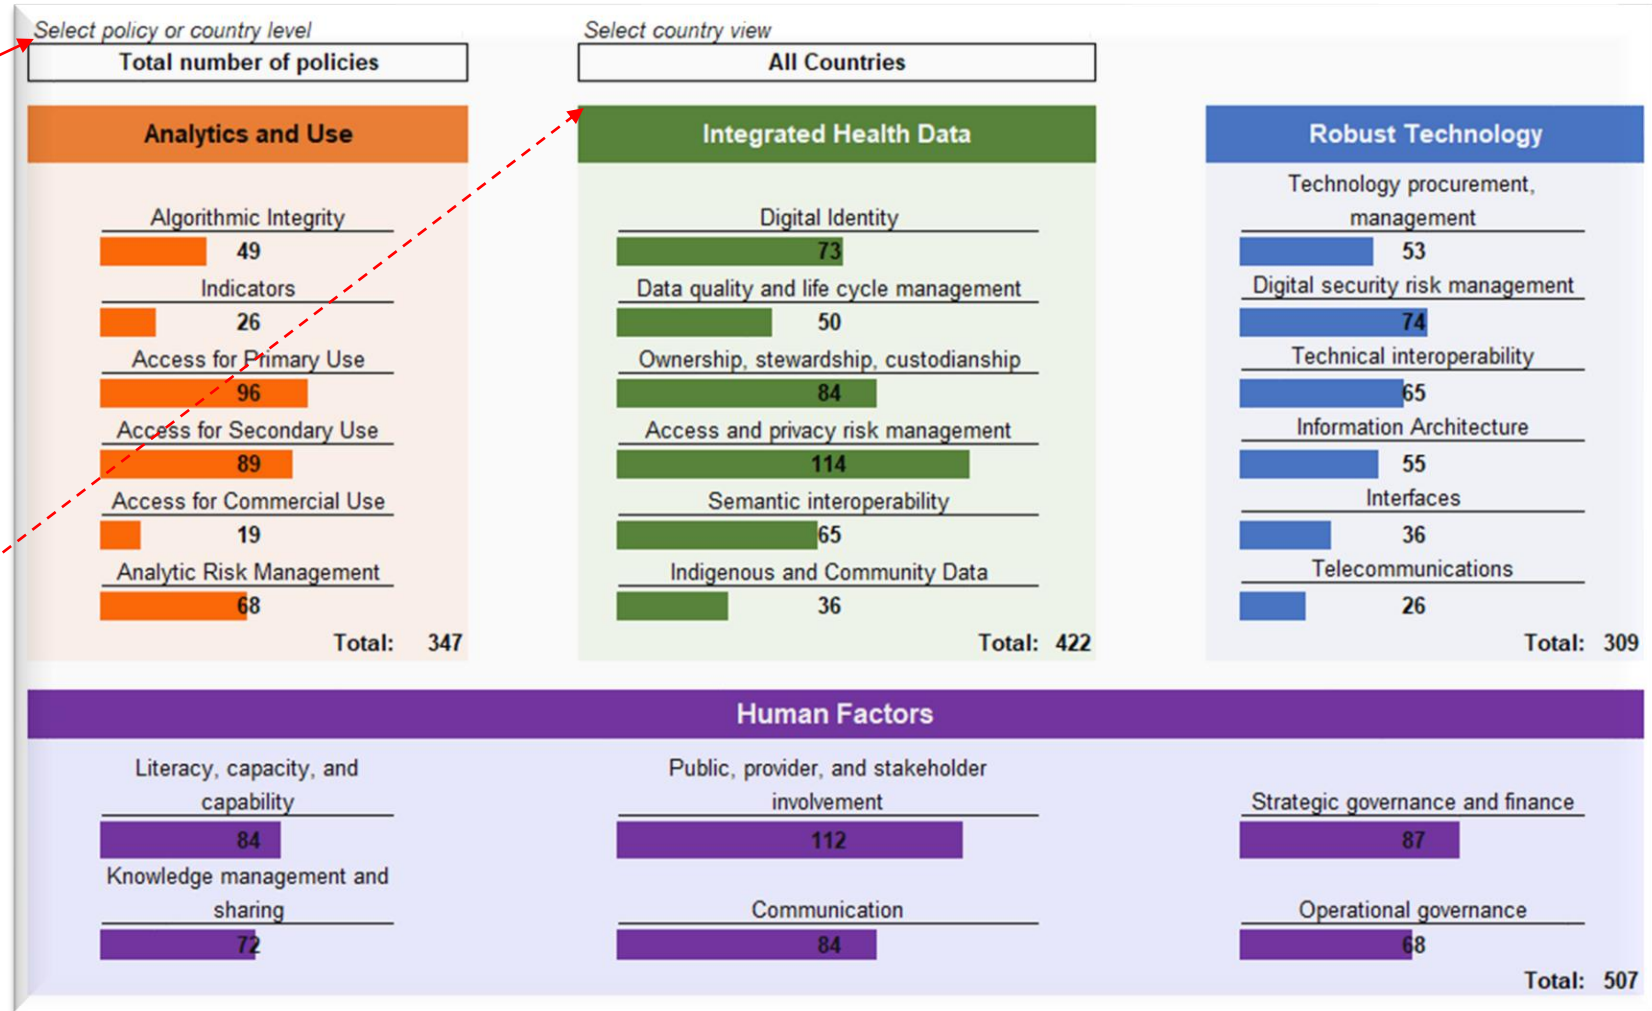 Select policy or country level
Total number of policies
Select country view
All Countries
Analytics and Use
Algorithmic Integrity
49
Indicators
26
Access for Primary Use
96
Access for Secondary Use
89
Access for Commercial Use
19
Analytic Risk Management
68
Total: 347
Integrated Health Data
Digital Identity
73
Data quality and life cycle management
50
Ownership, stewardship, custodianship
84
Access and privacy risk management
114
Semantic interoperability
65
Indigenous and Community Data
36
Total: 422
Robust Technology
Technology procurement,
management
53
Digital security risk management
74
Technical interoperability
65
Information Architecture
55
Interfaces
36
Telecommunications
26
Total: 309
Human Factors
Literacy, capacity, and
capability
84
Knowledge management and
sharing
72
Public, provider, and stakeholder
involvement
112
Communication
84
Strategic governance and finance
87
Operational governance
68
Total: 507